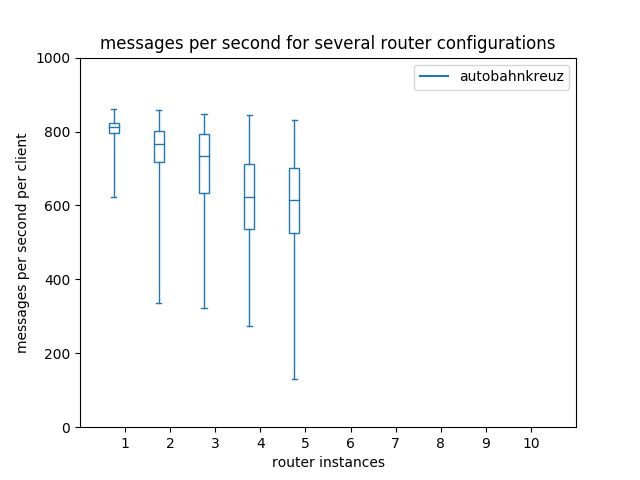 messages per second for several router configurations
autobahnkreuz
messages per second per client
1000
800
600
400
200
0
1 2 3 4 5 6 7 8 9 10
router instances